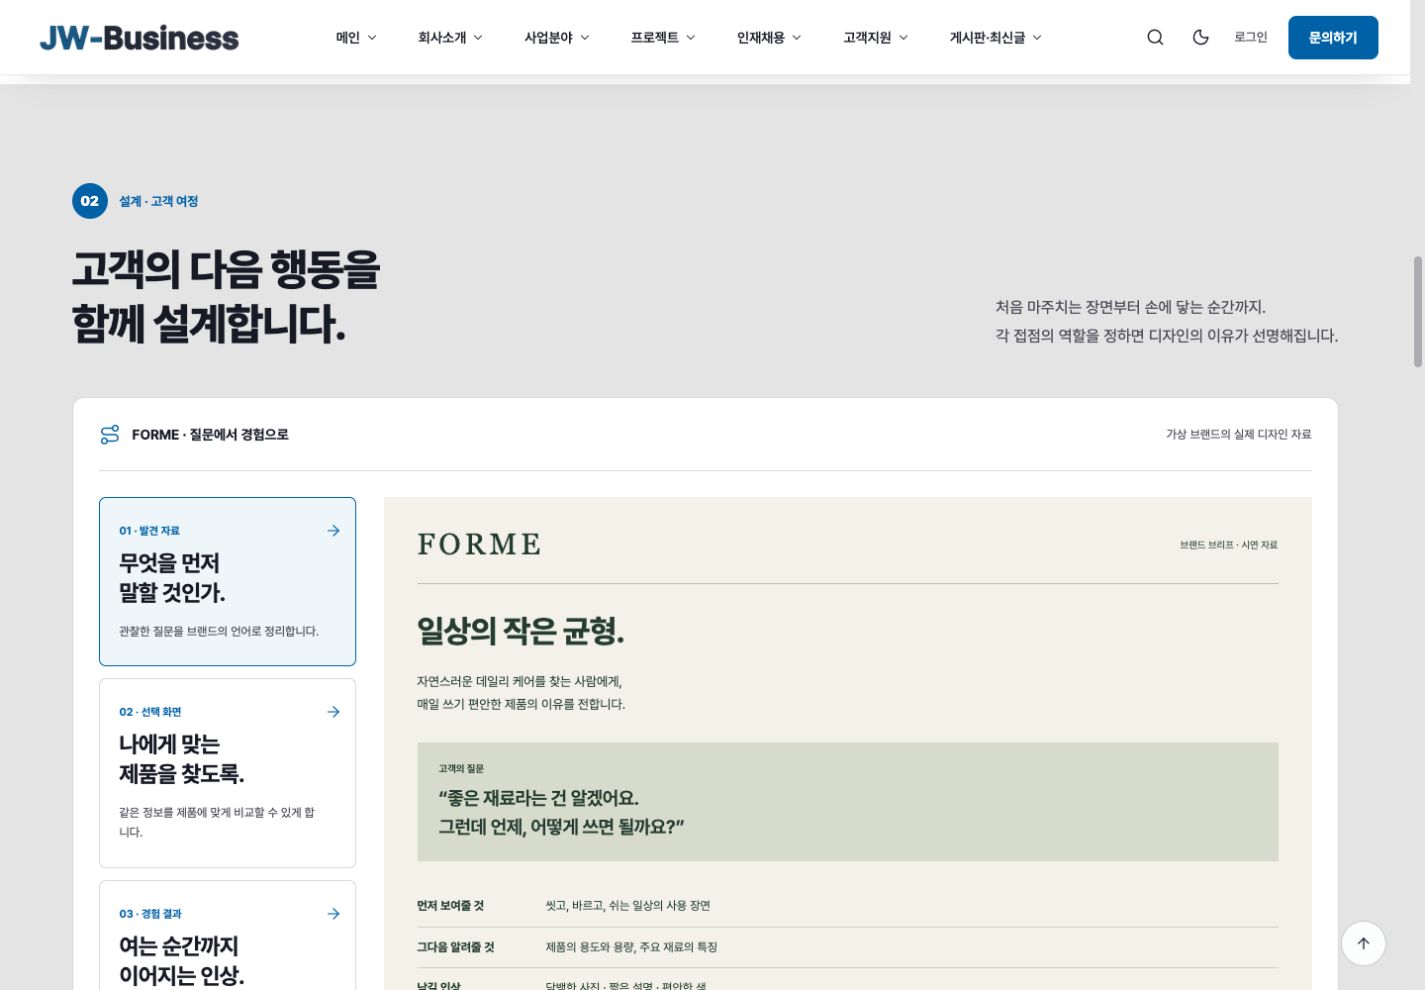 JW-Business
메인
회사소개
사업분야
프로젝트
인재채용
고객지원
게시판·최신글
로그인
문의하기
02
설계 · 고객 여정
고객의 다음 행동을
함께 설계합니다.
처음 마주치는 장면부터 손에 닿는 순간까지.
각 접점의 역할을 정하면 디자인의 이유가 선명해집니다.
FORME · 질문에서 경험으로
가상 브랜드의 실제 디자인 자료
01 · 발견 자료
무엇을 먼저
말할 것인가.
관찰한 질문을 브랜드의 언어로 정리합니다.
02 · 선택 화면
나에게 맞는
제품을 찾도록.
같은 정보를 제품에 맞게 비교할 수 있게 합
니다.
03 · 경험 결과
여는 순간까지
이어지는 인상.
FORME
브랜드 브리프 · 시연 자료
일상의 작은 균형.
자연스러운 데일리 케어를 찾는 사람에게,
매일 쓰기 편안한 제품의 이유를 전합니다.
고객의 질문
“좋은 재료라는 건 알겠어요.
그런데 언제, 어떻게 쓰면 될까요?”
먼저 보여줄 것
씻고, 바르고, 쉬는 일상의 사용 장면
그다음 알려줄 것
제품의 용도와 용량, 주요 재료의 특징
남길 인상
담백한 사진 · 짧은 설명 · 편안한 색